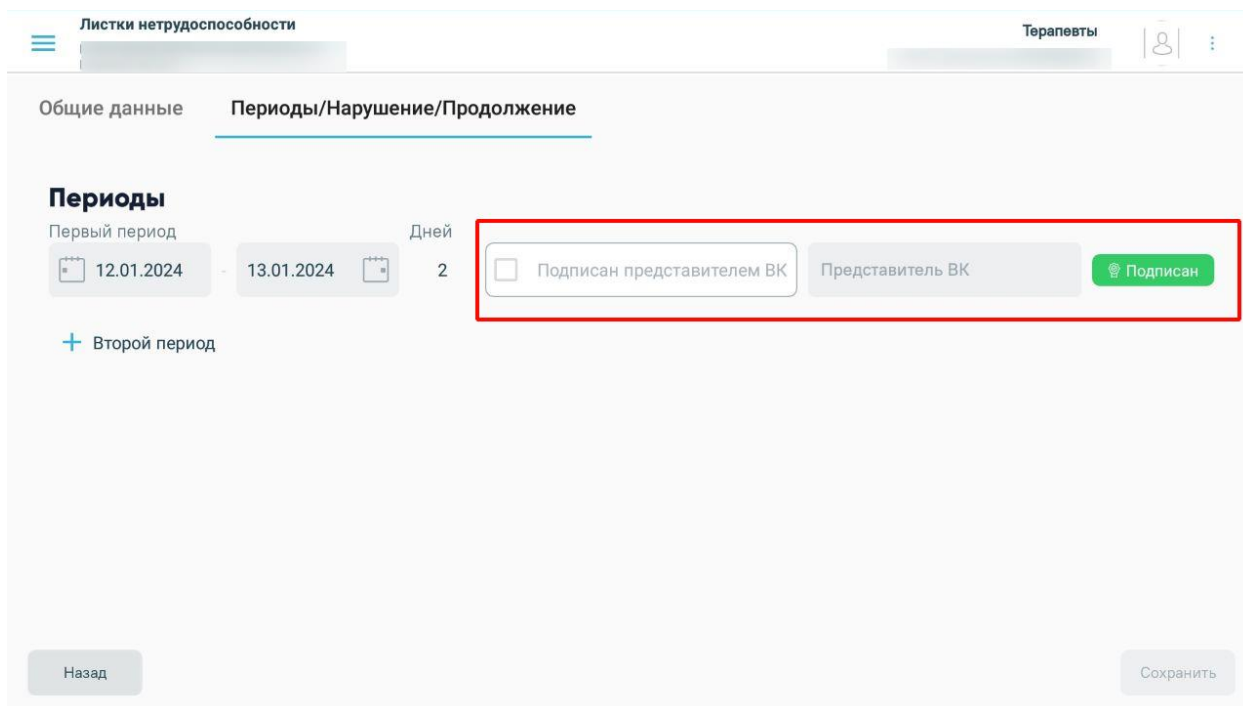 Листки нетрудоспособности
Терапевты
Общие данные Периоды/Нарушение/Продолжение
Периоды
Первый период Дней
12.01.2024 - 13.01.2024 2 Подписан представителем ВК Представитель ВК Подписан
+ Второй период
Назад Сохранить